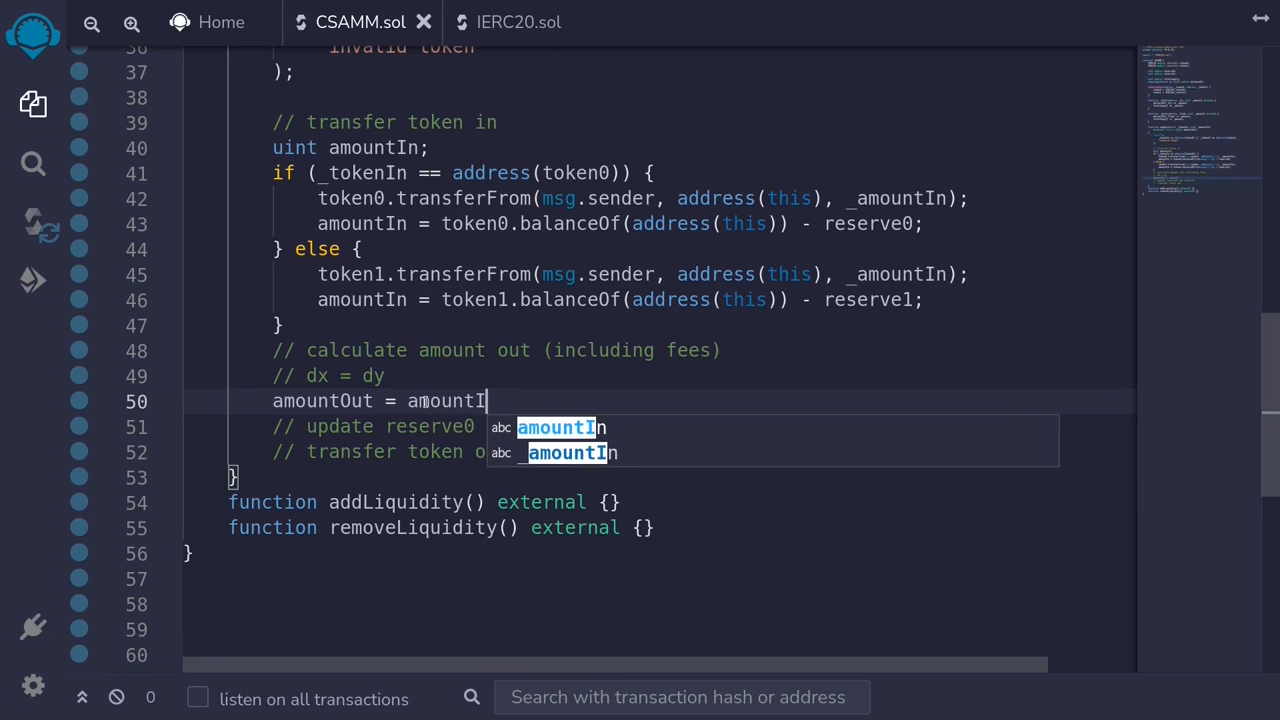 Home
CSAMM.sol
IERC20.sol
36 invalid token
37 );
38
39 // transfer token in
40 uint amountIn;
41 if (_tokenIn == address(token0)) {
42 token0.transferFrom(msg.sender, address(this), _amountIn);
43 amountIn = token0.balanceOf(address(this)) - reserve0;
44 } else {
45 token1.transferFrom(msg.sender, address(this), _amountIn);
46 amountIn = token1.balanceOf(address(this)) - reserve1;
47 }
48 // calculate amount out (including fees)
49 // dx = dy
50 amountOut = amountI
51 // update reserve0
abc amountIn
52 // transfer token o
abc _amountIn
53 }
54 function addLiquidity() external {}
55 function removeLiquidity() external {}
56 }
57
58
59
60
0
listen on all transactions
Search with transaction hash or address